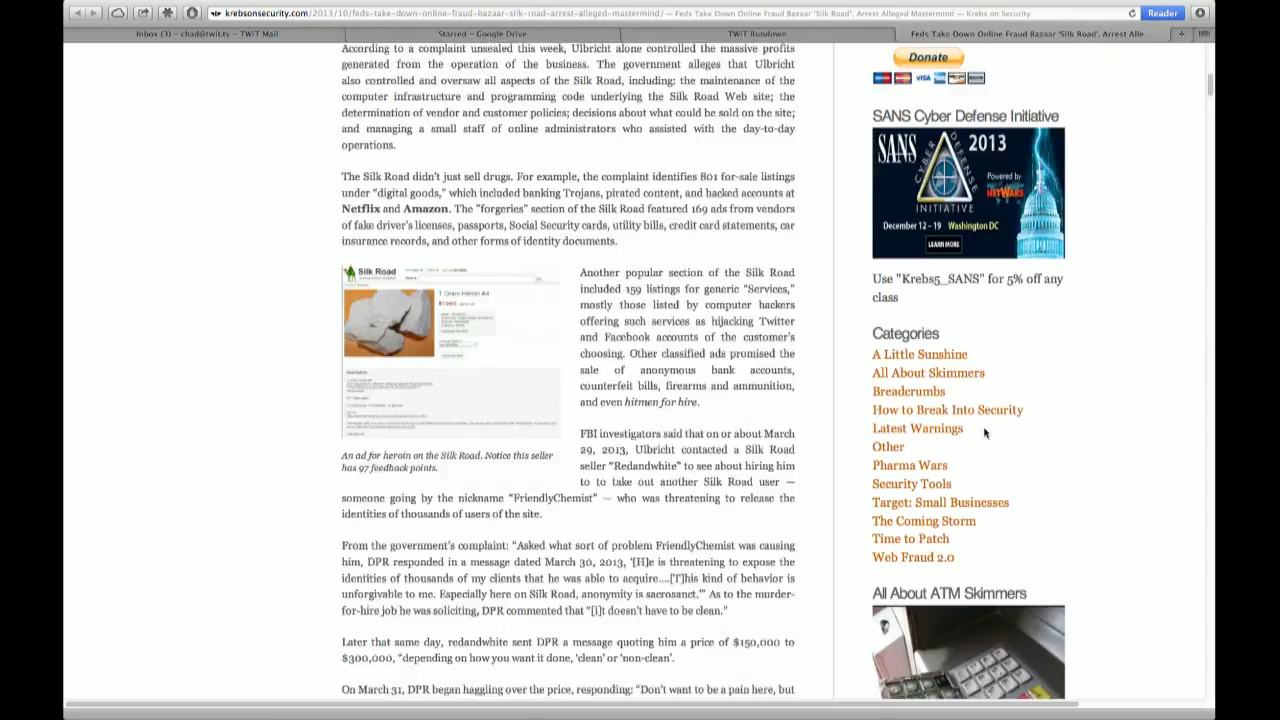 krebsonsecurity.com/2013/10/feds-take-down-online-fraud-bazaar-silk-road-arrest-alleged-mastermind/ — Feds Take Down Online Fraud Bazaar 'Silk Road', Arrest Alleged Mastermind — Krebs on Security
Reader
Inbox (3) – chad@twit.tv – TWiT Mail
Starred – Google Drive
TWiT Rundown
Feds Take Down Online Fraud Bazaar 'Silk Road', Arrest Alle...
According to a complaint unsealed this week, Ulbricht alone controlled the massive profits
generated from the operation of the business. The government alleges that Ulbricht
also controlled and oversaw all aspects of the Silk Road, including: the maintenance of the
computer infrastructure and programming code underlying the Silk Road Web site; the
determination of vendor and customer policies; decisions about what could be sold on the site;
and managing a small staff of online administrators who assisted with the day-to-day
operations.
The Silk Road didn't just sell drugs. For example, the complaint identifies 801 for-sale listings
under "digital goods," which included banking Trojans, pirated content, and hacked accounts at
Netflix and Amazon. The "forgeries" section of the Silk Road featured 169 ads from vendors
of fake driver's licenses, passports, Social Security cards, utility bills, credit card statements, car
insurance records, and other forms of identity documents.
Silk Road
An ad for heroin on the Silk Road. Notice this seller
has 97 feedback points.
Another popular section of the Silk Road
included 159 listings for generic "Services,"
mostly those listed by computer hackers
offering such services as hijacking Twitter
and Facebook accounts of the customer's
choosing. Other classified ads promised the
sale of anonymous bank accounts,
counterfeit bills, firearms and ammunition,
and even hitmen for hire.
FBI investigators said that on or about March
29, 2013, Ulbricht contacted a Silk Road
seller "Redandwhite" to see about hiring him
to to take out another Silk Road user —
someone going by the nickname "FriendlyChemist" — who was threatening to release the
identities of thousands of users of the site.
From the government's complaint: "Asked what sort of problem FriendlyChemist was causing
him, DPR responded in a message dated March 30, 2013, '[H]e is threatening to expose the
identities of thousands of my clients that he was able to acquire....[T]his kind of behavior is
unforgivable to me. Especially here on Silk Road, anonymity is sacrosanct.'" As to the murder-
for-hire job he was soliciting, DPR commented that "[i]t doesn't have to be clean."
Later that same day, redandwhite sent DPR a message quoting him a price of $150,000 to
$300,000, "depending on how you want it done, 'clean' or 'non-clean'.
On March 31, DPR began haggling over the price, responding: "Don't want to be a pain here, but
Donate
VISA
SANS Cyber Defense Initiative
SANS
CYBER DEFENSE INITIATIVE
2013
Powered by
NETWARS
December 12 - 19 Washington DC
LEARN MORE
Use "Krebs5_SANS" for 5% off any
class
Categories
A Little Sunshine
All About Skimmers
Breadcrumbs
How to Break Into Security
Latest Warnings
Other
Pharma Wars
Security Tools
Target: Small Businesses
The Coming Storm
Time to Patch
Web Fraud 2.0
All About ATM Skimmers